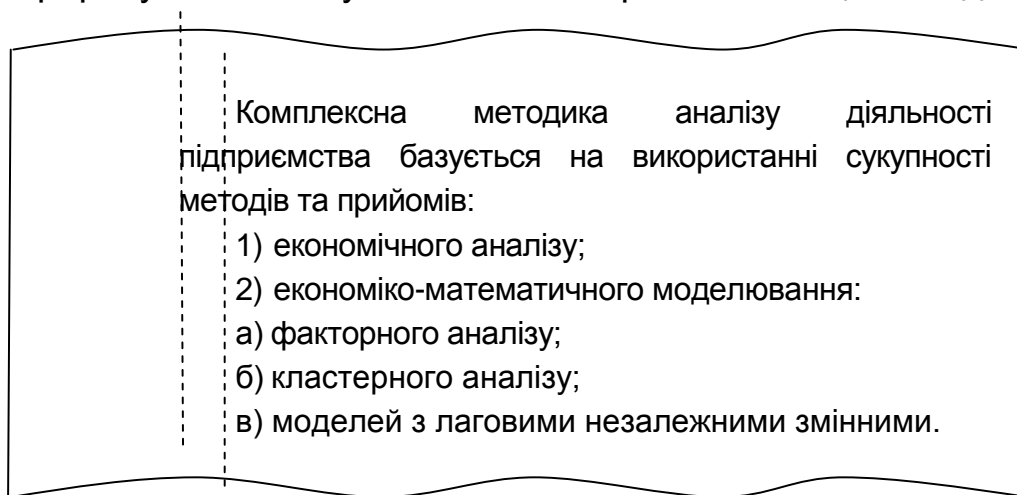 Комплексна методика аналізу діяльності
підприємства базується на використанні сукупності
методів та прийомів:
1) економічного аналізу;
2) економіко-математичного моделювання:
а) факторного аналізу;
б) кластерного аналізу;
в) моделей з лаговими незалежними змінними.